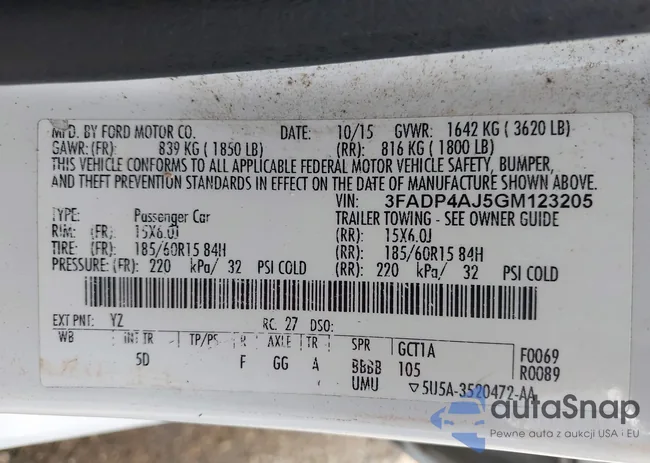 MFD. BY FORD MOTOR CO. DATE: 10/15 GVWR: 1642 KG ( 3620 LB)
GAWR: (FR) 839 KG ( 1850 LB) (RR): 816 KG ( 1800 LB)
THIS VEHICLE CONFORMS TO ALL APPLICABLE FEDERAL MOTOR VEHICLE SAFETY, BUMPER,
AND THEFT PREVENTION STANDARDS IN EFFECT ON THE DATE OF MANUFACTURE SHOWN ABOVE.
VIN: 3FADP4AJ5GM123205
TYPE: Passenger Car TRAILER TOWING - SEE OWNER GUIDE
RIM: (FR): 15X6.0J (RR): 15X6.0J
TIRE: (FR): 185/60R15 84H (RR): 185/60R15 84H
PRESSURE: (FR): 220 kPa/ 32 PSI COLD (RR): 220 kPa/ 32 PSI COLD
EXT PNT: YZ RC: 27 DSO:
WB INT TR TP/PS R AXLE TR SPR GCT1A F0069
5D F GG A BBBB 105 R0089
UMU ▽5U5A-3520472-AA
autoSnap
Pewne auta z aukcji USA i EU